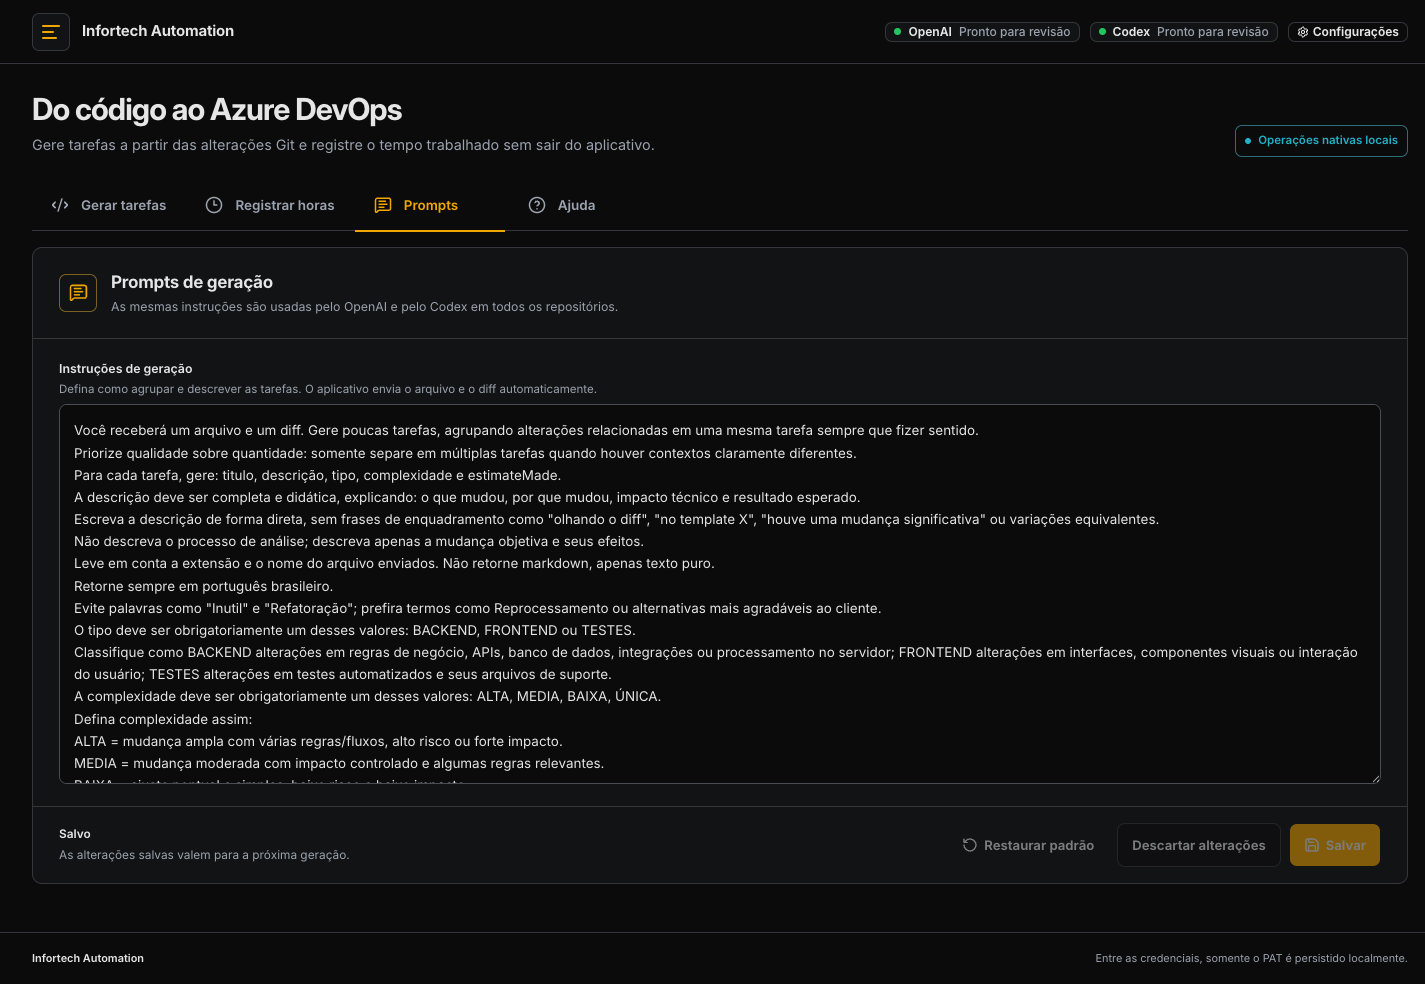 Infortech Automation
OpenAI Pronto para revisão
Codex Pronto para revisão
Configurações
Do código ao Azure DevOps
Gere tarefas a partir das alterações Git e registre o tempo trabalhado sem sair do aplicativo.
Operações nativas locais
Gerar tarefas
Registrar horas
Prompts
Ajuda
Prompts de geração
As mesmas instruções são usadas pelo OpenAI e pelo Codex em todos os repositórios.
Instruções de geração
Defina como agrupar e descrever as tarefas. O aplicativo envia o arquivo e o diff automaticamente.
Você receberá um arquivo e um diff. Gere poucas tarefas, agrupando alterações relacionadas em uma mesma tarefa sempre que fizer sentido.
Priorize qualidade sobre quantidade: somente separe em múltiplas tarefas quando houver contextos claramente diferentes.
Para cada tarefa, gere: titulo, descrição, tipo, complexidade e estimateMade.
A descrição deve ser completa e didática, explicando: o que mudou, por que mudou, impacto técnico e resultado esperado.
Escreva a descrição de forma direta, sem frases de enquadramento como "olhando o diff", "no template X", "houve uma mudança significativa" ou variações equivalentes.
Não descreva o processo de análise; descreva apenas a mudança objetiva e seus efeitos.
Leve em conta a extensão e o nome do arquivo enviados. Não retorne markdown, apenas texto puro.
Retorne sempre em português brasileiro.
Evite palavras como "Inutil" e "Refatoração"; prefira termos como Reprocessamento ou alternativas mais agradáveis ao cliente.
O tipo deve ser obrigatoriamente um desses valores: BACKEND, FRONTEND ou TESTES.
Classifique como BACKEND alterações em regras de negócio, APIs, banco de dados, integrações ou processamento no servidor; FRONTEND alterações em interfaces, componentes visuais ou interação
do usuário; TESTES alterações em testes automatizados e seus arquivos de suporte.
A complexidade deve ser obrigatoriamente um desses valores: ALTA, MEDIA, BAIXA, ÚNICA.
Defina complexidade assim:
ALTA = mudança ampla com várias regras/fluxos, alto risco ou forte impacto.
MEDIA = mudança moderada com impacto controlado e algumas regras relevantes.
Salvo
As alterações salvas valem para a próxima geração.
Restaurar padrão
Descartar alterações
Salvar
Infortech Automation
Entre as credenciais, somente o PAT é persistido localmente.